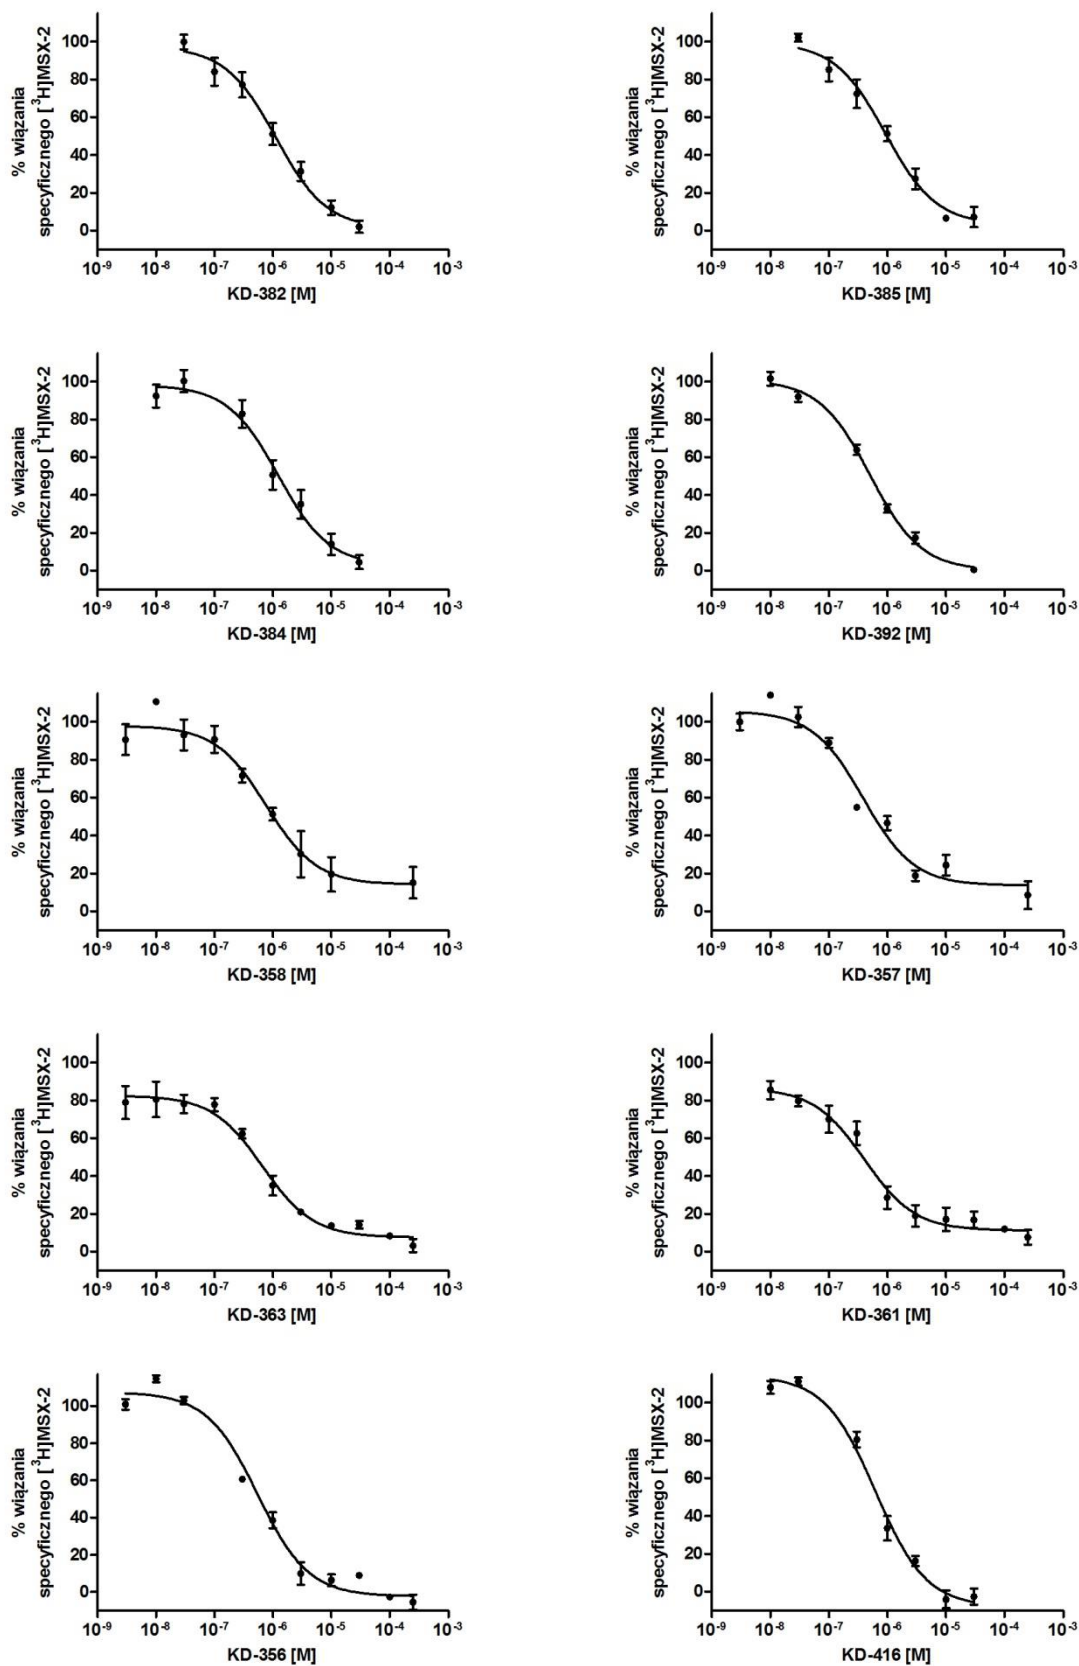 % wiązania
specyficznego [³H]MSX-2
100
80
60
40
20
0
10⁻⁹ 10⁻⁸ 10⁻⁷ 10⁻⁶ 10⁻⁵ 10⁻⁴ 10⁻³
KD-382 [M]
% wiązania
specyficznego [³H]MSX-2
100
80
60
40
20
0
10⁻⁹ 10⁻⁸ 10⁻⁷ 10⁻⁶ 10⁻⁵ 10⁻⁴ 10⁻³
KD-385 [M]
% wiązania
specyficznego [³H]MSX-2
100
80
60
40
20
0
10⁻⁹ 10⁻⁸ 10⁻⁷ 10⁻⁶ 10⁻⁵ 10⁻⁴ 10⁻³
KD-384 [M]
% wiązania
specyficznego [³H]MSX-2
100
80
60
40
20
0
10⁻⁹ 10⁻⁸ 10⁻⁷ 10⁻⁶ 10⁻⁵ 10⁻⁴ 10⁻³
KD-392 [M]
% wiązania
specyficznego [³H]MSX-2
100
80
60
40
20
0
10⁻⁹ 10⁻⁸ 10⁻⁷ 10⁻⁶ 10⁻⁵ 10⁻⁴ 10⁻³
KD-358 [M]
% wiązania
specyficznego [³H]MSX-2
100
80
60
40
20
0
10⁻⁹ 10⁻⁸ 10⁻⁷ 10⁻⁶ 10⁻⁵ 10⁻⁴ 10⁻³
KD-357 [M]
% wiązania
specyficznego [³H]MSX-2
100
80
60
40
20
0
10⁻⁹ 10⁻⁸ 10⁻⁷ 10⁻⁶ 10⁻⁵ 10⁻⁴ 10⁻³
KD-363 [M]
% wiązania
specyficznego [³H]MSX-2
100
80
60
40
20
0
10⁻⁹ 10⁻⁸ 10⁻⁷ 10⁻⁶ 10⁻⁵ 10⁻⁴ 10⁻³
KD-361 [M]
% wiązania
specyficznego [³H]MSX-2
100
80
60
40
20
0
10⁻⁹ 10⁻⁸ 10⁻⁷ 10⁻⁶ 10⁻⁵ 10⁻⁴ 10⁻³
KD-356 [M]
% wiązania
specyficznego [³H]MSX-2
100
80
60
40
20
0
10⁻⁹ 10⁻⁸ 10⁻⁷ 10⁻⁶ 10⁻⁵ 10⁻⁴ 10⁻³
KD-416 [M]